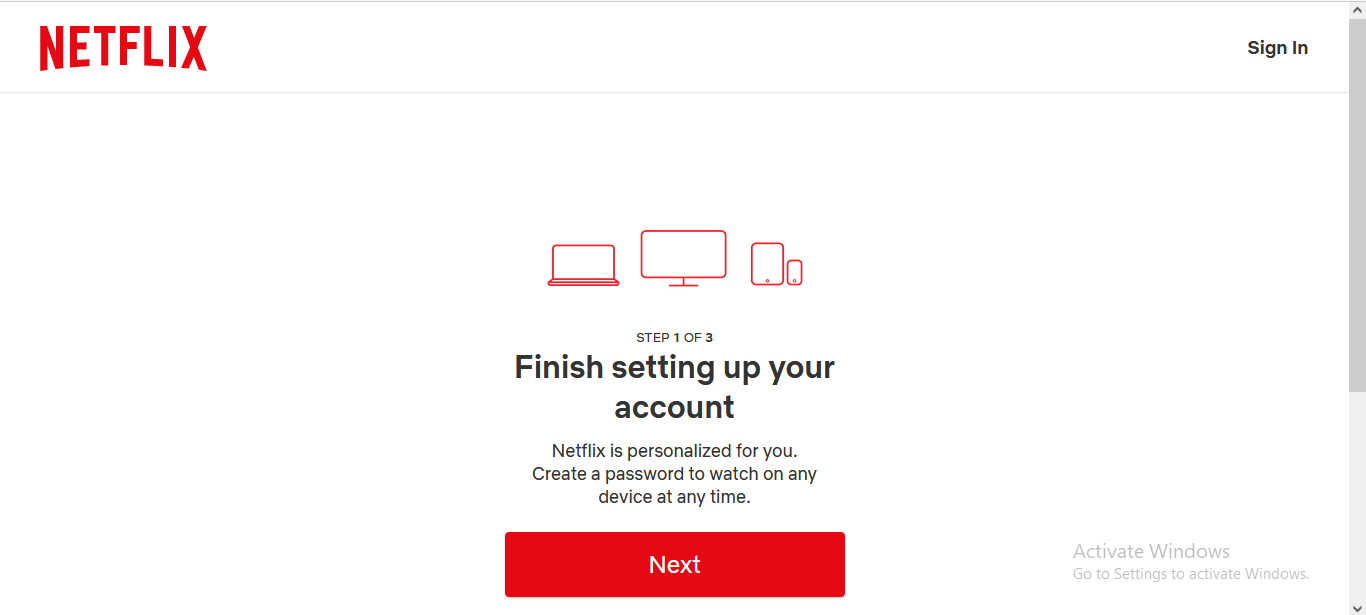 NETFLIX
Sign In
STEP 1 OF 3
Finish setting up your
account
Netflix is personalized for you.
Create a password to watch on any
device at any time.
Next
Activate Windows
Go to Settings to activate Windows.